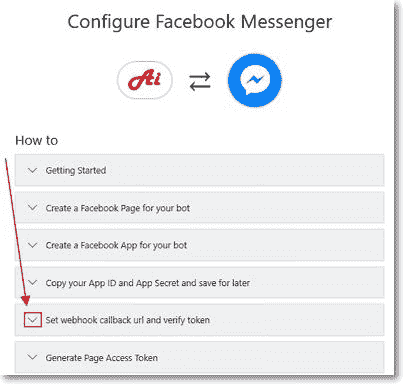 Configure Facebook Messenger
Ai
How to
Getting Started
Create a Facebook Page for your bot
Create a Facebook App for your bot
Copy your App ID and App Secret and save for later
Set webhook callback url and verify token
Generate Page Access Token